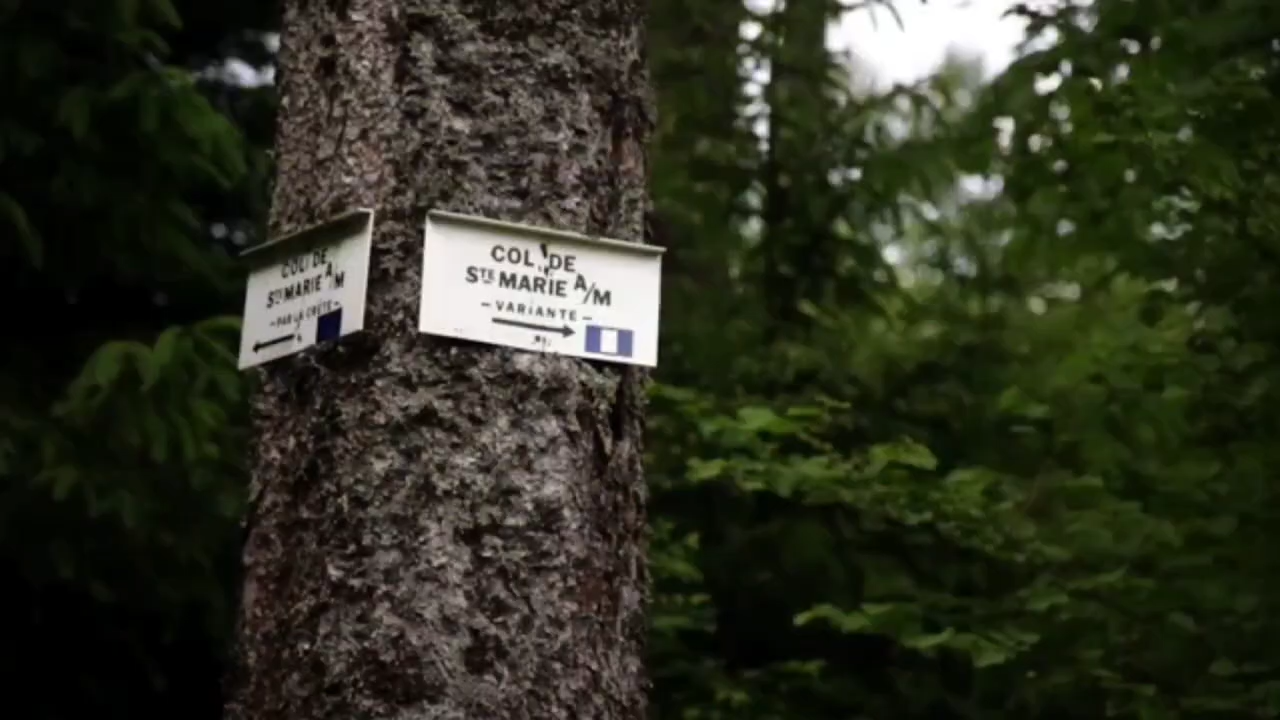 COL DE
STE MARIE A/M
- PAR LA CRÊTE -
COL DE
STE MARIE A/M
- VARIANTE -